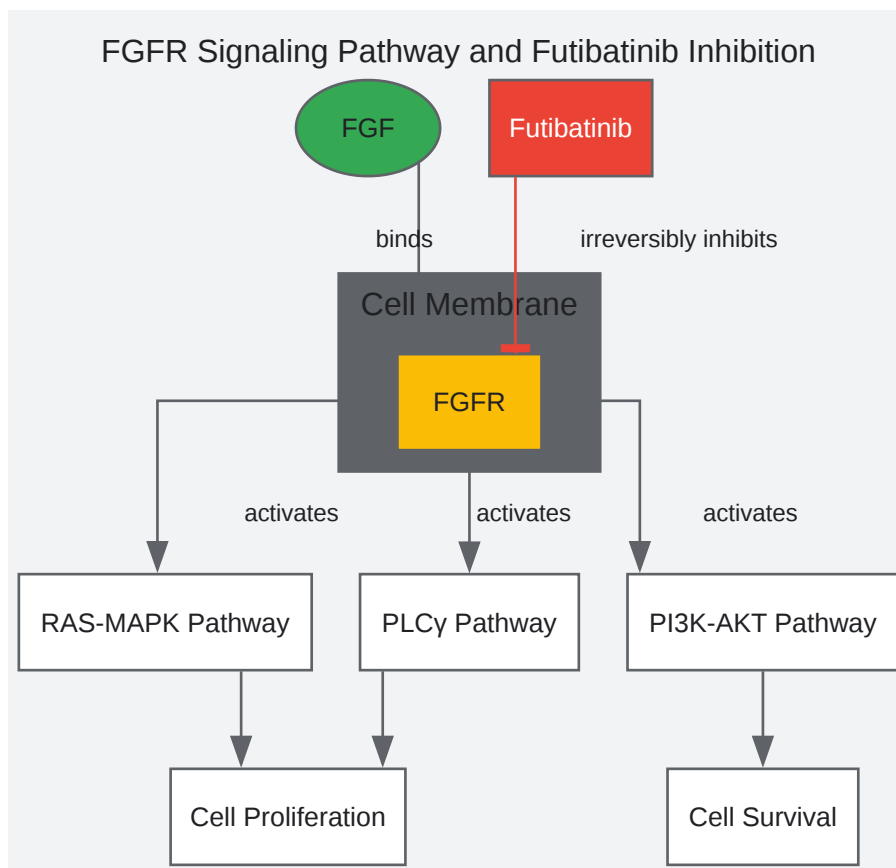 FGFR Signaling Pathway and Futibatinib Inhibition
FGF
Futibatinib
binds
irreversibly inhibits
Cell Membrane
FGFR
activates
activates
activates
RAS-MAPK Pathway
PLCγ Pathway
PI3K-AKT Pathway
Cell Proliferation
Cell Survival